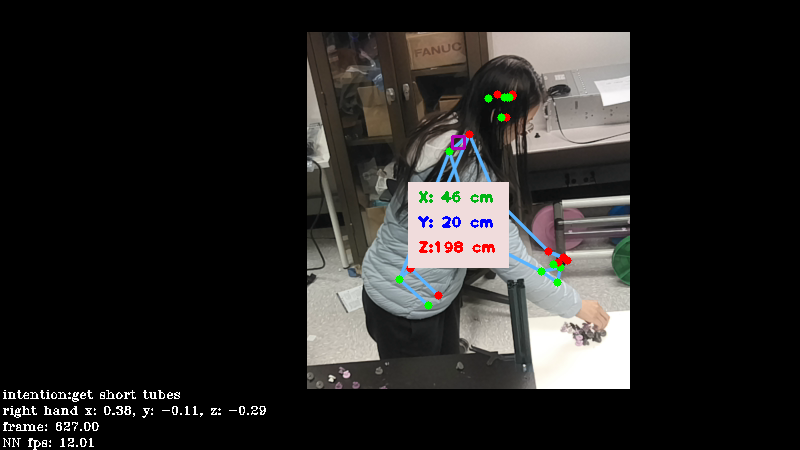 FANUC
X: 46 cm
Y: 20 cm
Z:198 cm
intention:get short tubes
right hand x: 0.38, y: -0.11, z: -0.29
frame: 627.00
NN fps: 12.01